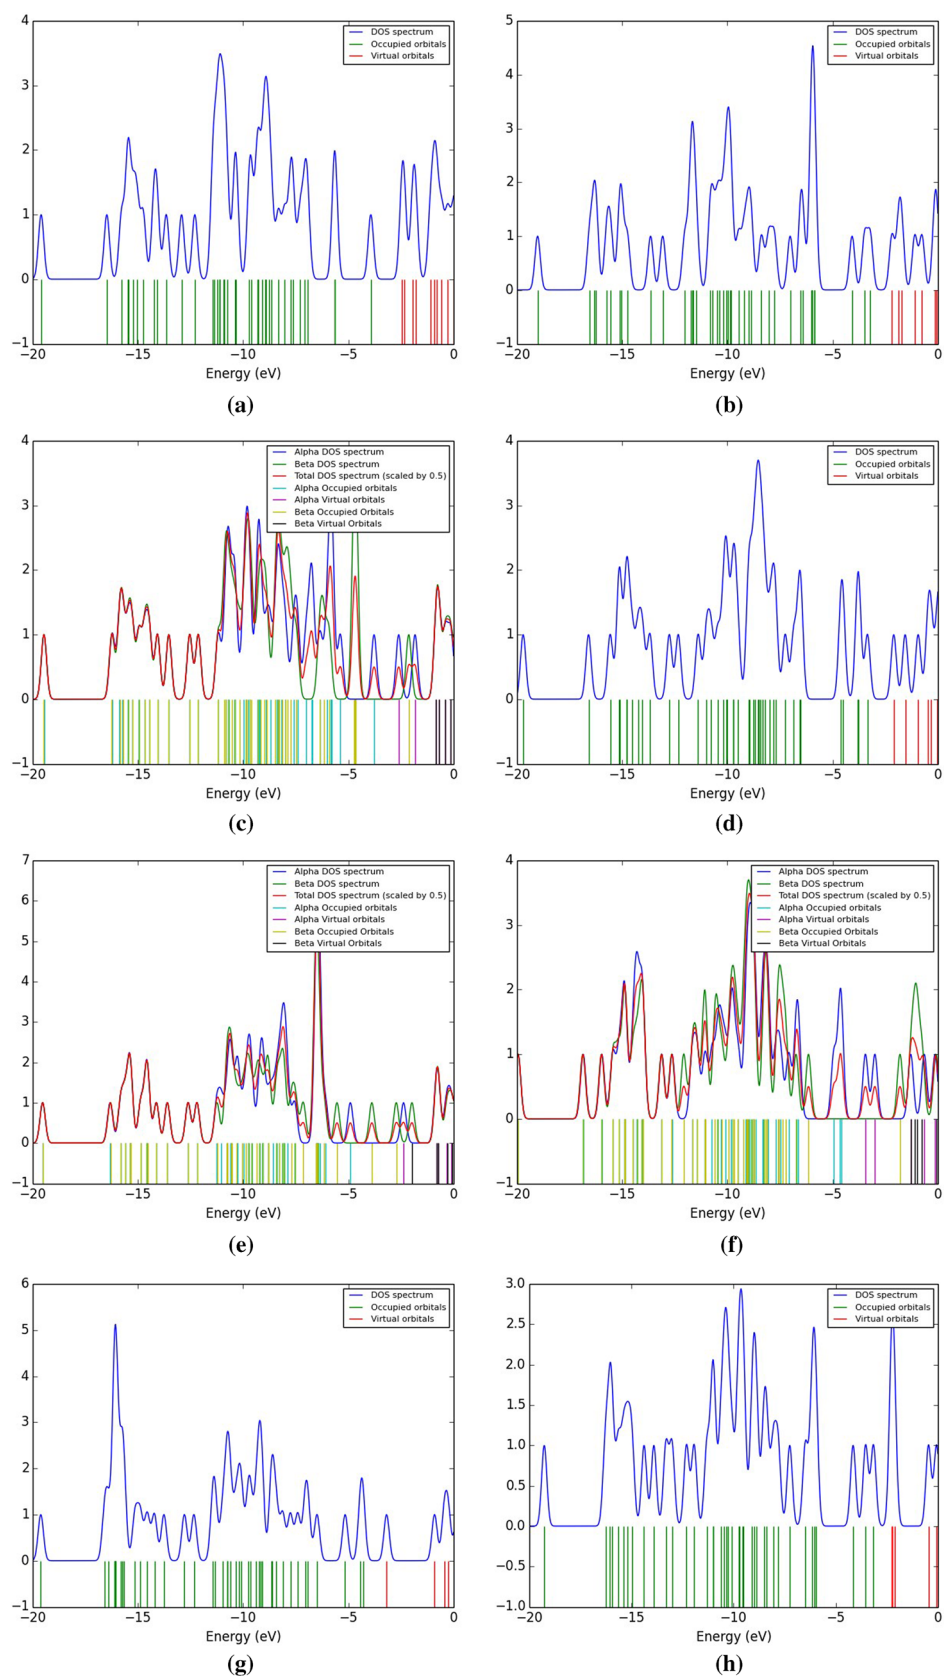 4
3
2
1
0
−1
−20
−15
−10
−5
0
DOS spectrum
Occupied orbitals
Virtual orbitals
Energy (eV)
(a)
5
4
3
2
1
0
−1
−20
−15
−10
−5
0
DOS spectrum
Occupied orbitals
Virtual orbitals
Energy (eV)
(b)
4
3
2
1
0
−1
−20
−15
−10
−5
0
Alpha DOS spectrum
Beta DOS spectrum
Total DOS spectrum (scaled by 0.5)
Alpha Occupied orbitals
Alpha Virtual orbitals
Beta Occupied Orbitals
Beta Virtual Orbitals
Energy (eV)
(c)
4
3
2
1
0
−1
−20
−15
−10
−5
0
DOS spectrum
Occupied orbitals
Virtual orbitals
Energy (eV)
(d)
7
6
5
4
3
2
1
0
−1
−20
−15
−10
−5
0
Alpha DOS spectrum
Beta DOS spectrum
Total DOS spectrum (scaled by 0.5)
Alpha Occupied orbitals
Alpha Virtual orbitals
Beta Occupied Orbitals
Beta Virtual Orbitals
Energy (eV)
(e)
4
3
2
1
0
−1
−20
−15
−10
−5
0
Alpha DOS spectrum
Beta DOS spectrum
Total DOS spectrum (scaled by 0.5)
Alpha Occupied orbitals
Alpha Virtual orbitals
Beta Occupied Orbitals
Beta Virtual Orbitals
Energy (eV)
(f)
6
5
4
3
2
1
0
−1
−20
−15
−10
−5
0
DOS spectrum
Occupied orbitals
Virtual orbitals
Energy (eV)
(g)
3.0
2.5
2.0
1.5
1.0
0.5
0.0
−0.5
−1.0
−20
−15
−10
−5
0
DOS spectrum
Occupied orbitals
Virtual orbitals
Energy (eV)
(h)